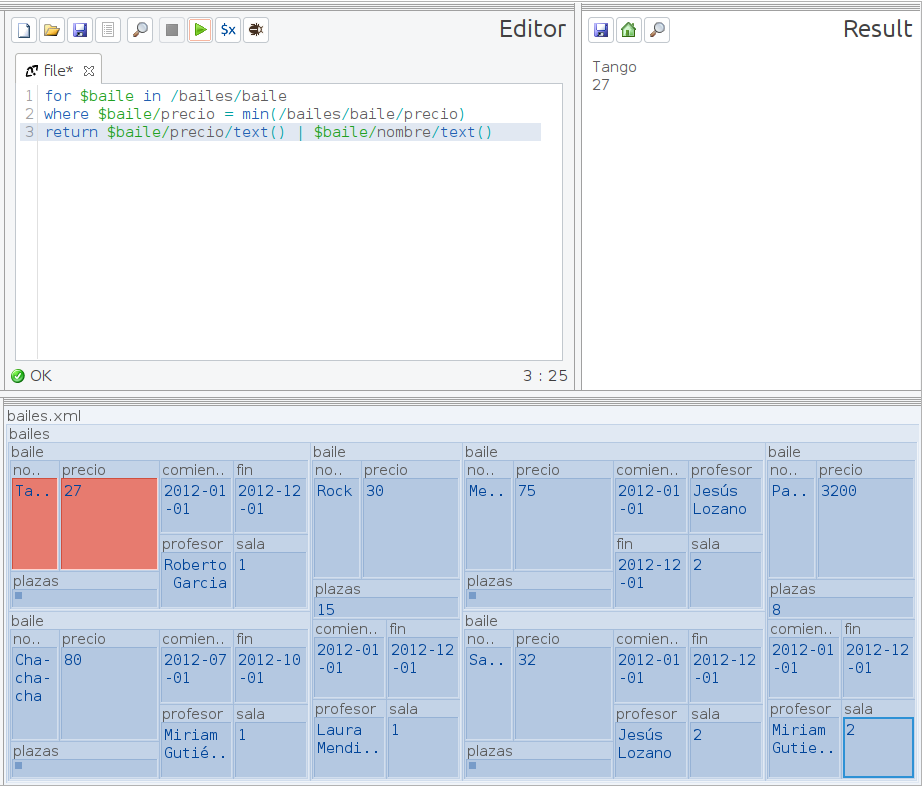 Editor
Result
$x
file*
1 for $baile in /bailes/baile
2 where $baile/precio = min(/bailes/baile/precio)
3 return $baile/precio/text() | $baile/nombre/text()
OK
3 : 25
Tango
27
bailes.xml
bailes
baile
no..
Ta..
precio
27
comien..
2012-01
-01
fin
2012-12
-01
plazas
profesor
Roberto
Garcia
sala
1
baile
no..
Cha-
cha-
cha
precio
80
comien..
2012-07
-01
fin
2012-10
-01
plazas
profesor
Miriam
Gutié..
sala
1
baile
no..
Rock
precio
30
plazas
15
comien..
2012-01
-01
fin
2012-12
-01
profesor
Laura
Mendi..
sala
1
baile
no..
Me..
precio
75
comien..
2012-01
-01
profesor
Jesús
Lozano
plazas
fin
2012-12
-01
sala
2
baile
no..
Sa..
precio
32
comien..
2012-01
-01
fin
2012-12
-01
plazas
profesor
Jesús
Lozano
sala
2
baile
no..
Pa..
precio
3200
plazas
8
comien..
2012-01
-01
fin
2012-12
-01
profesor
Miriam
Gutie..
sala
2